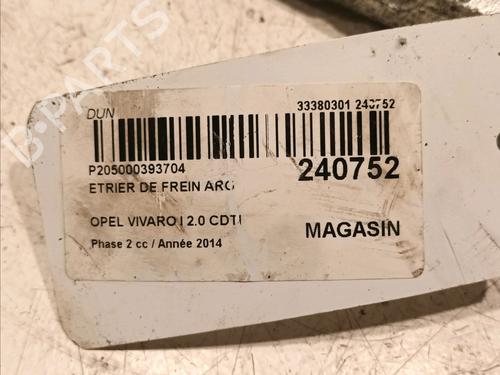 DUN
33380301 240752
P205000393704
240752
ETRIER DE FREIN ARG
OPEL VIVARO I 2.0 CDTI
MAGASIN
Phase 2 cc / Année 2014
B-PARTS